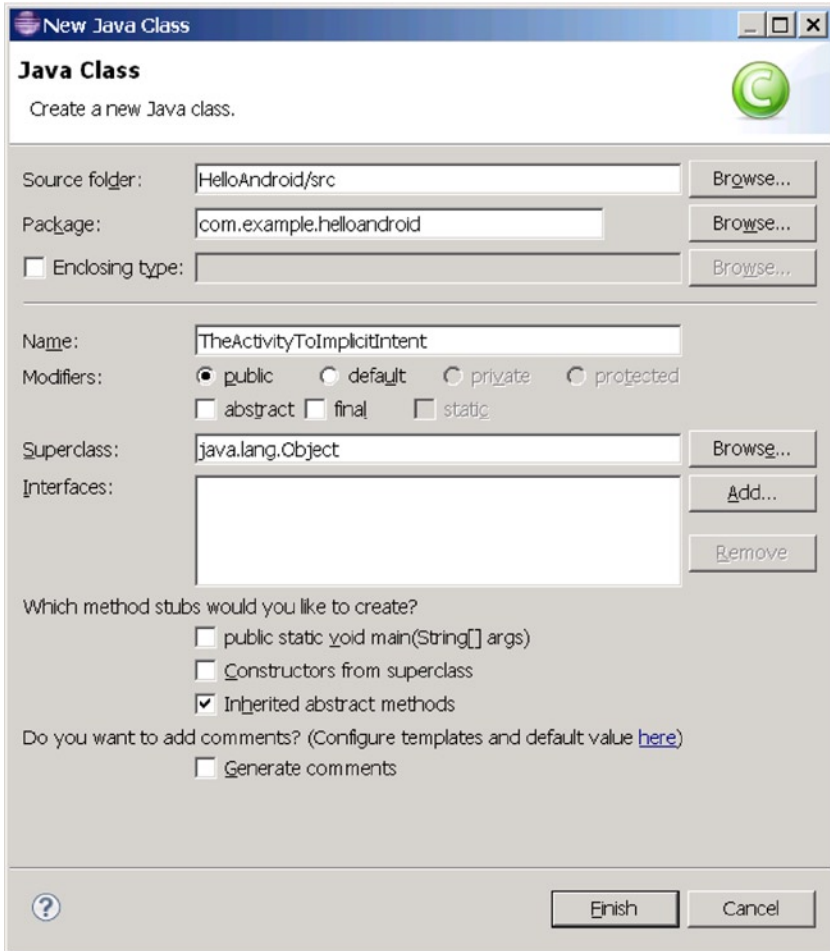 New Java Class
Java Class
Create a new Java class.
C
Source folder: HelloAndroid/src Browse...
Package: com.example.helloandroid Browse...
Enclosing type: Browse...
Name: TheActivityToImplicitIntent
Modifiers: public default private protected
abstract final static
Superclass: java.lang.Object Browse...
Interfaces: Add...
Remove
Which method stubs would you like to create?
public static void main(String[] args)
Constructors from superclass
Inherited abstract methods
Do you want to add comments? (Configure templates and default value here)
Generate comments
? Finish Cancel